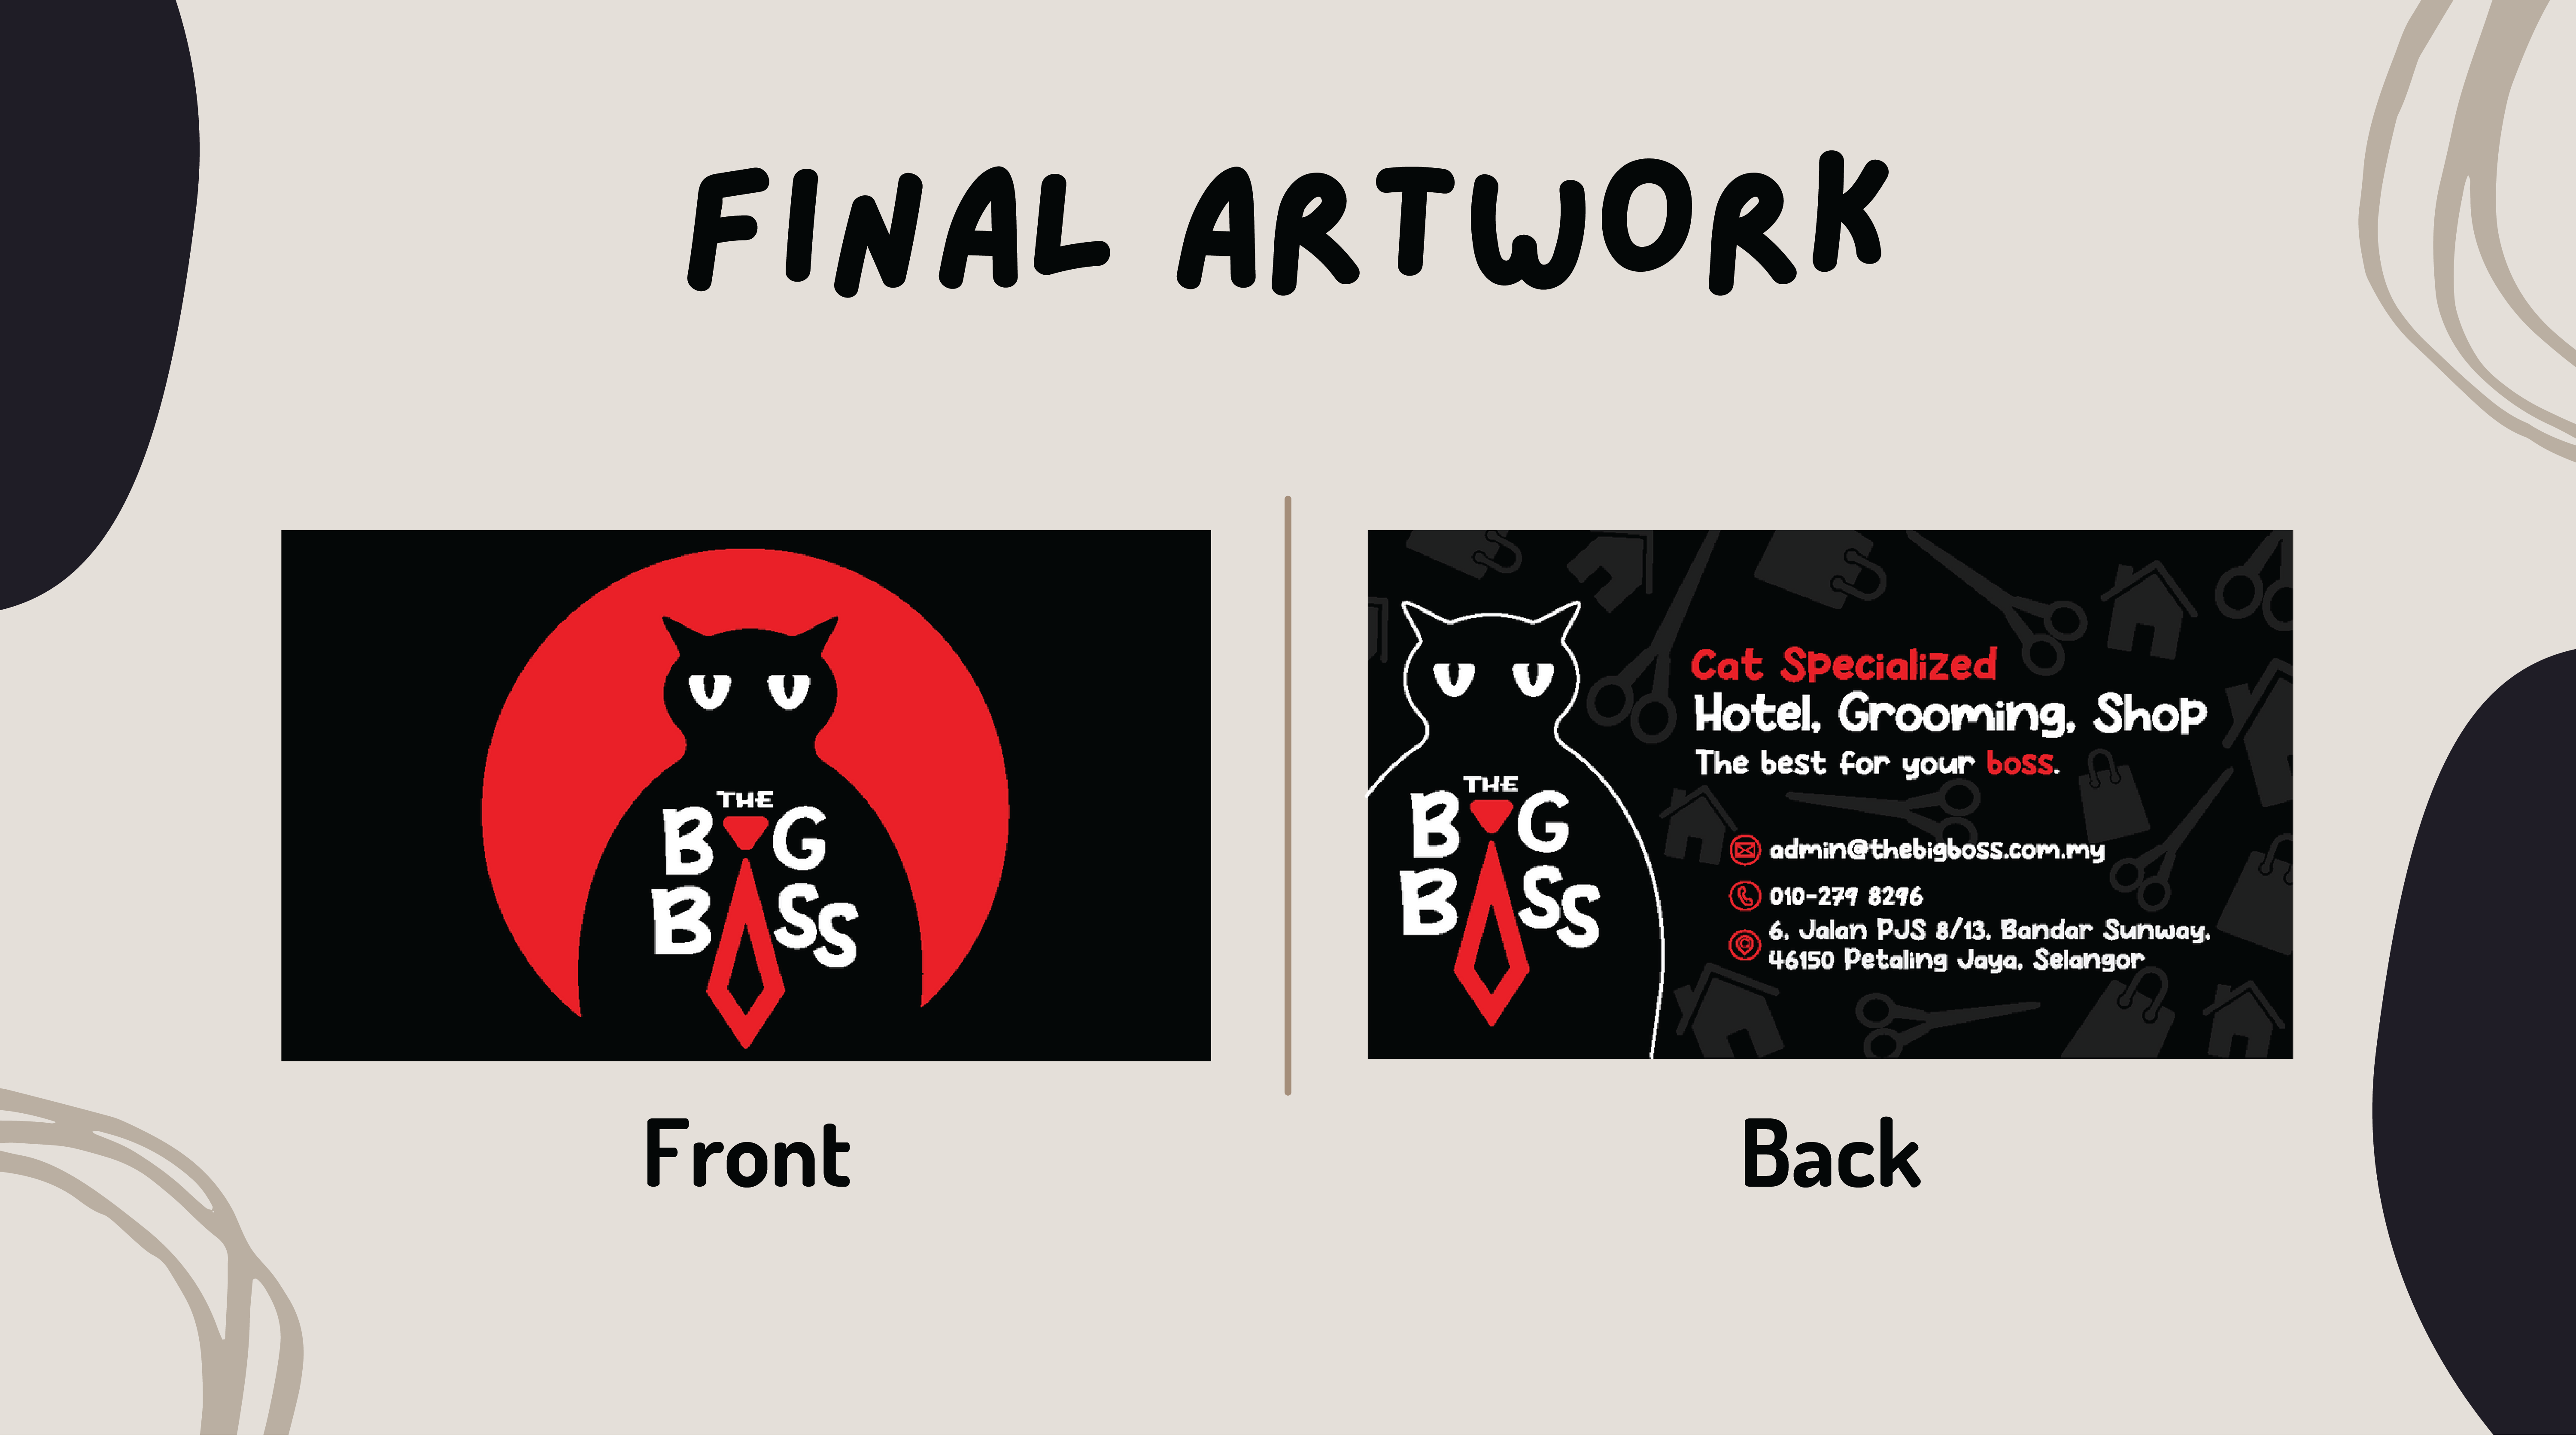 FINAL ARTWORK
THE
BIG
BOSS
Front
THE
BIG
BOSS
Cat Specialized
Hotel, Grooming, Shop
The best for your boss.
admin@thebigboss.com.my
010-279 8296
6, Jalan PJS 8/13, Bandar Sunway,
46150 Petaling Jaya, Selangor
Back